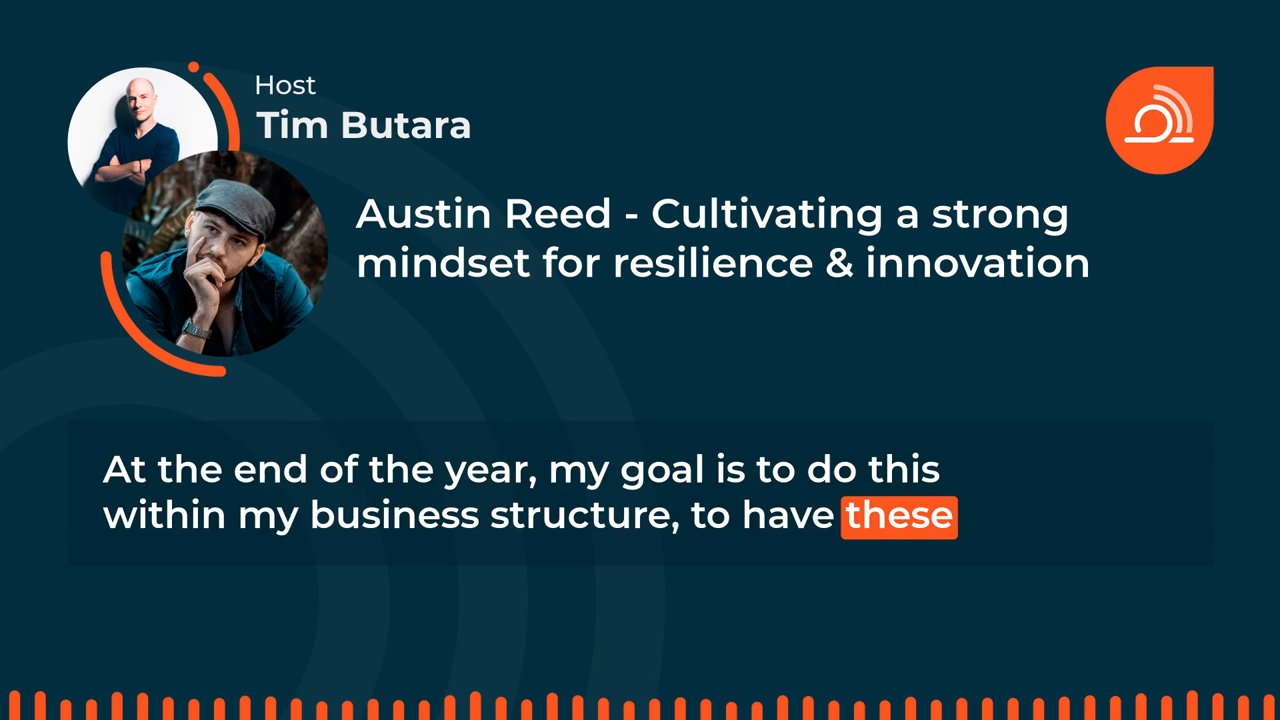 Host
Tim Butara
Austin Reed - Cultivating a strong
mindset for resilience & innovation
At the end of the year, my goal is to do this
within my business structure, to have these